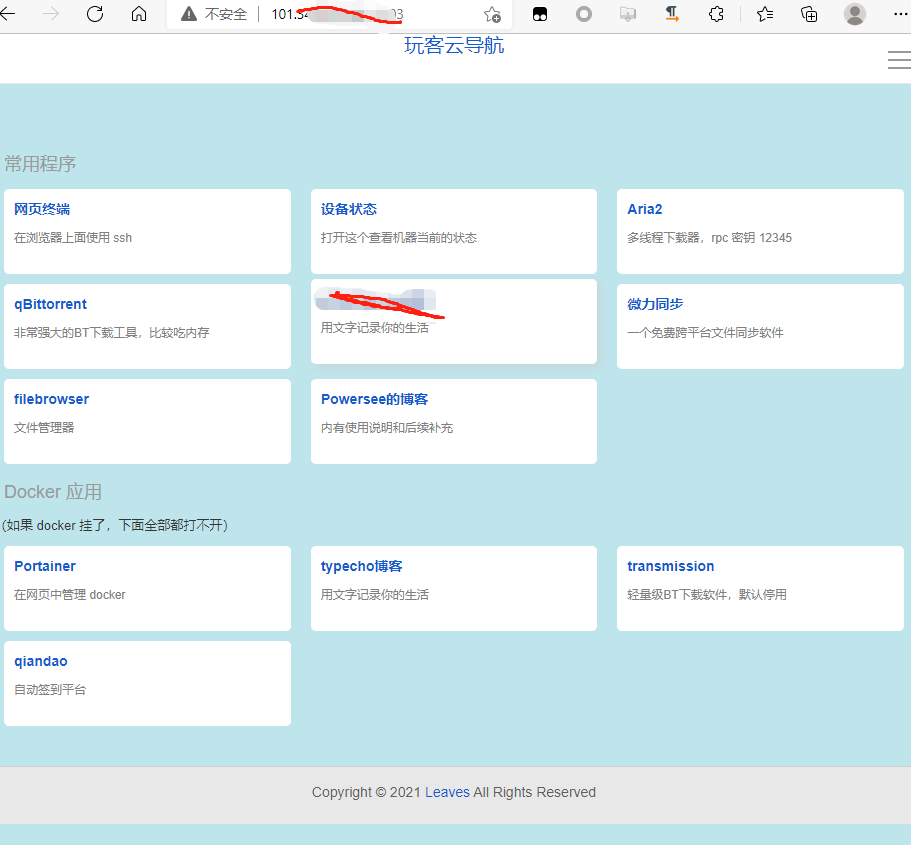 不安全 101.34
03
玩客云导航
常用程序
网页终端
在浏览器上面使用 ssh
设备状态
打开这个查看机器当前的状态
Aria2
多线程下载器，rpc 密钥 12345
qBittorrent
非常强大的BT下载工具，比较吃内存
用文字记录你的生活
微力同步
一个免费跨平台文件同步软件
filebrowser
文件管理器
Powersee的博客
内有使用说明和后续补充
Docker 应用
(如果 docker 挂了，下面全部都打不开)
Portainer
在网页中管理 docker
typecho博客
用文字记录你的生活
transmission
轻量级BT下载软件，默认停用
qiandao
自动签到平台
Copyright © 2021 Leaves All Rights Reserved